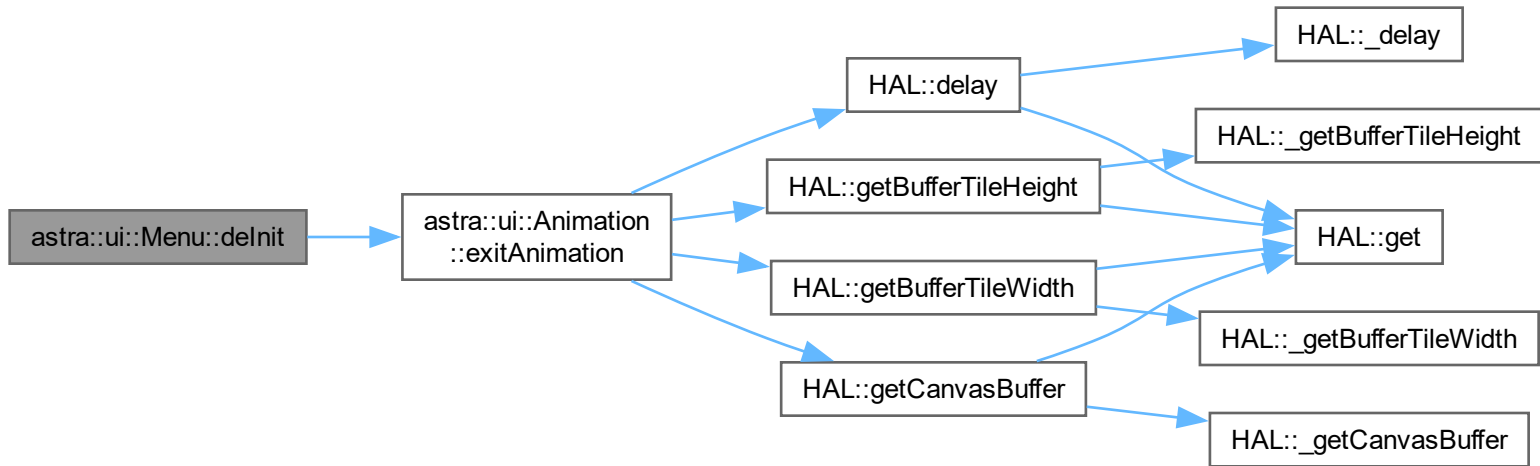 astra::ui::Menu::deInit
astra::ui::Animation
::exitAnimation
HAL::delay
HAL::getBufferTileHeight
HAL::getBufferTileWidth
HAL::getCanvasBuffer
HAL::_delay
HAL::_getBufferTileHeight
HAL::get
HAL::_getBufferTileWidth
HAL::_getCanvasBuffer